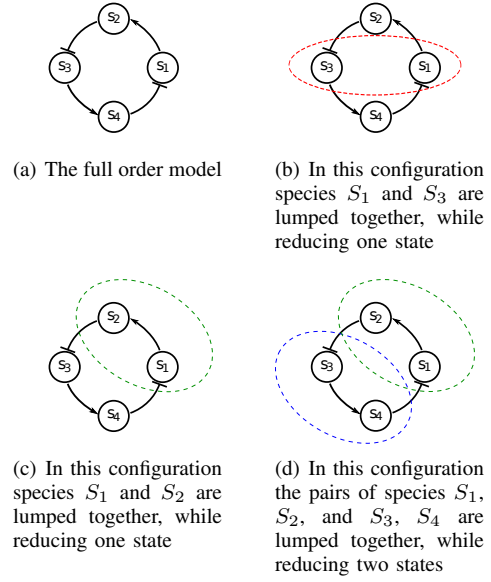 S2
S3
S1
S4
(a) The full order model
S2
S3
S1
S4
(b) In this configuration
species S1 and S3 are
lumped together, while
reducing one state
S2
S3
S1
S4
(c) In this configuration
species S1 and S2 are
lumped together, while
reducing one state
S2
S3
S1
S4
(d) In this configuration
the pairs of species S1,
S2, and S3, S4 are
lumped together, while
reducing two states